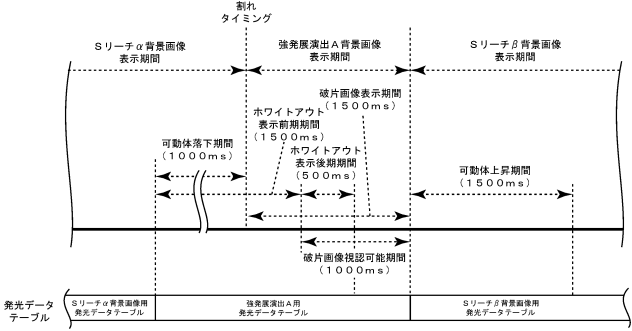 割れ
タイミング
Sリーチα背景画像
表示期間
強発展演出A背景画像
表示期間
Sリーチβ背景画像
表示期間
破片画像表示期間
(1500ms)
ホワイトアウト
表示前期期間
(1500ms)
可動体落下期間
(1000ms)
ホワイトアウト
表示後期期間
(500ms)
可動体上昇期間
(1500ms)
破片画像視認可能期間
(1000ms)
発光データ
テーブル
Sリーチα背景画像用
発光データテーブル
強発展演出A用
発光データテーブル
Sリーチβ背景画像用
発光データテーブル